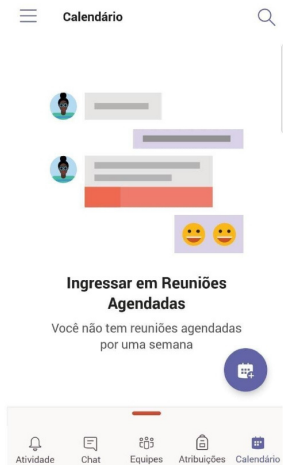 Calendário
Ingressar em Reuniões
Agendadas
Você não tem reuniões agendadas
por uma semana
Atividade
Chat
Equipes
Atribuições
Calendário